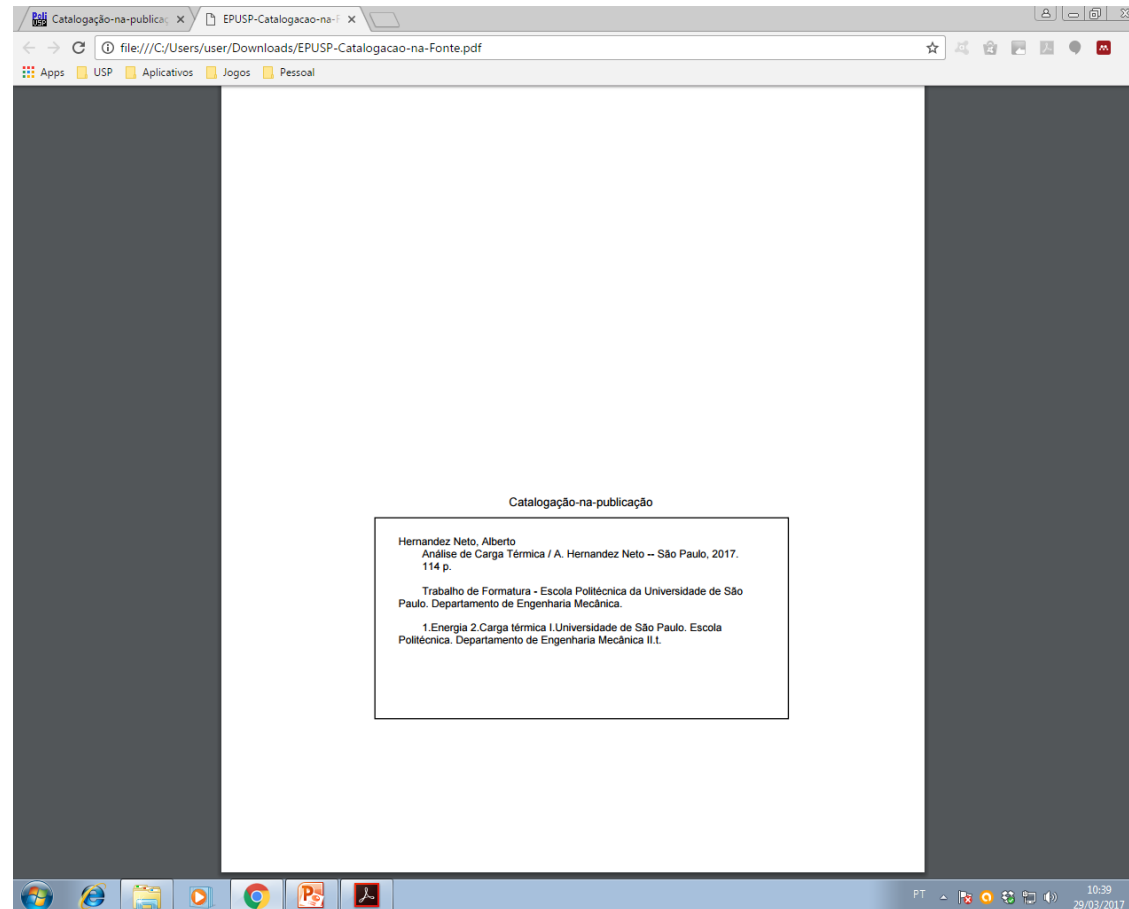 Poli USP Catalogação-na-publicaç
EPUSP-Catalogacao-na-F
file:///C:/Users/user/Downloads/EPUSP-Catalogacao-na-Fonte.pdf
Apps USP Aplicativos Jogos Pessoal
Catalogação-na-publicação
Hernandez Neto, Alberto
Análise de Carga Térmica / A. Hernandez Neto -- São Paulo, 2017.
114 p.
Trabalho de Formatura - Escola Politécnica da Universidade de São
Paulo. Departamento de Engenharia Mecânica.
1.Energia 2.Carga térmica I.Universidade de São Paulo. Escola
Politécnica. Departamento de Engenharia Mecânica II.t.
PT
10:39
29/03/2017